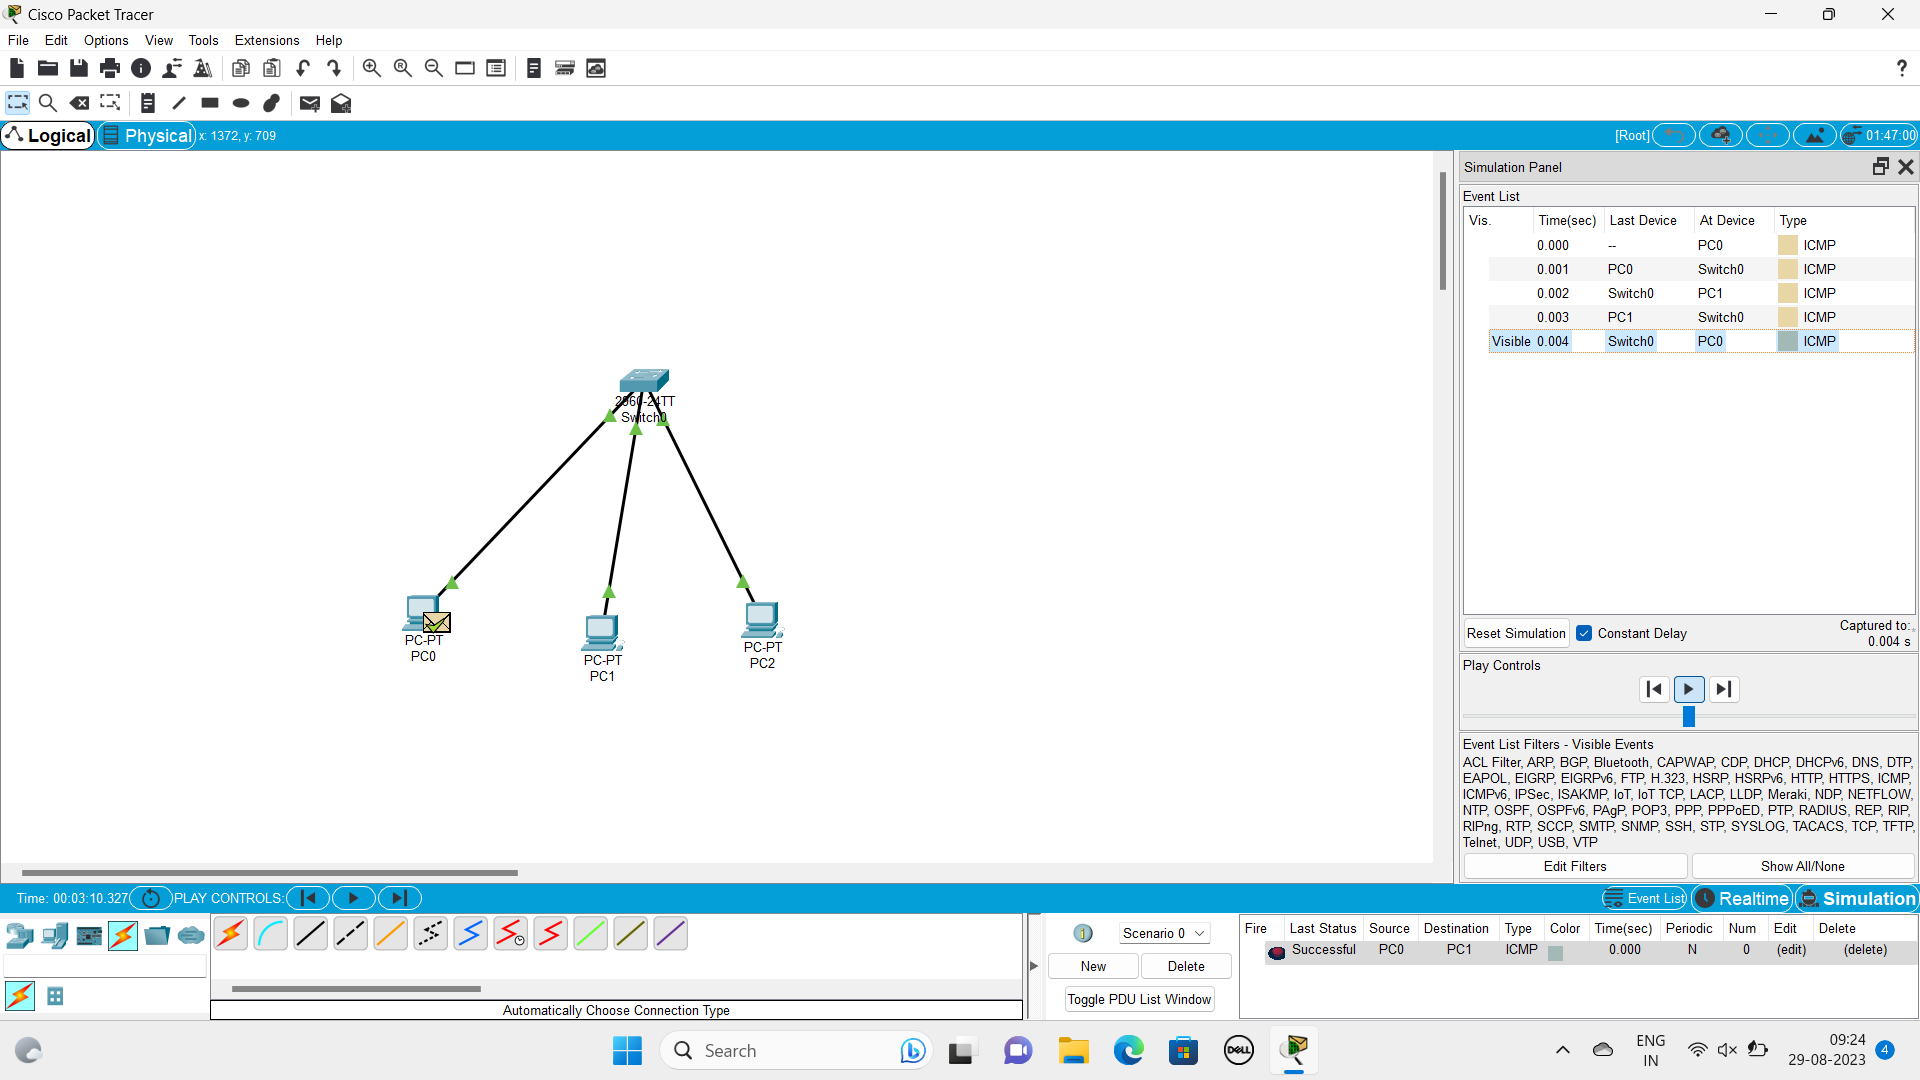 Cisco Packet Tracer
File Edit Options View Tools Extensions Help
?
Logical Physical x: 1372, y: 709 [Root] 01:47:00
Simulation Panel
Event List
Vis. Time(sec) Last Device At Device Type
0.000 -- PC0 ICMP
0.001 PC0 Switch0 ICMP
0.002 Switch0 PC1 ICMP
0.003 PC1 Switch0 ICMP
Visible 0.004 Switch0 PC0 ICMP
2960-24TT
Switch0
PC-PT
PC0
PC-PT
PC1
PC-PT
PC2
Reset Simulation Constant Delay Captured to:
0.004 s
Play Controls
Event List Filters - Visible Events
ACL Filter, ARP, BGP, Bluetooth, CAPWAP, CDP, DHCP, DHCPv6, DNS, DTP,
EAPOL, EIGRP, EIGRPv6, FTP, H.323, HSRP, HSRPv6, HTTP, HTTPS, ICMP,
ICMPv6, IPSec, ISAKMP, IoT, IoT TCP, LACP, LLDP, Meraki, NDP, NETFLOW,
NTP, OSPF, OSPFv6, PAgP, POP3, PPP, PPPoED, PTP, RADIUS, REP, RIP,
RIPng, RTP, SCCP, SMTP, SNMP, SSH, STP, SYSLOG, TACACS, TCP, TFTP,
Telnet, UDP, USB, VTP
Edit Filters Show All/None
Time: 00:03:10.327 PLAY CONTROLS: Event List Realtime Simulation
Scenario 0
New Delete
Toggle PDU List Window
Fire Last Status Source Destination Type Color Time(sec) Periodic Num Edit Delete
Successful PC0 PC1 ICMP 0.000 N 0 (edit) (delete)
Automatically Choose Connection Type
Search
DELL
ENG
IN
09:24
29-08-2023
4